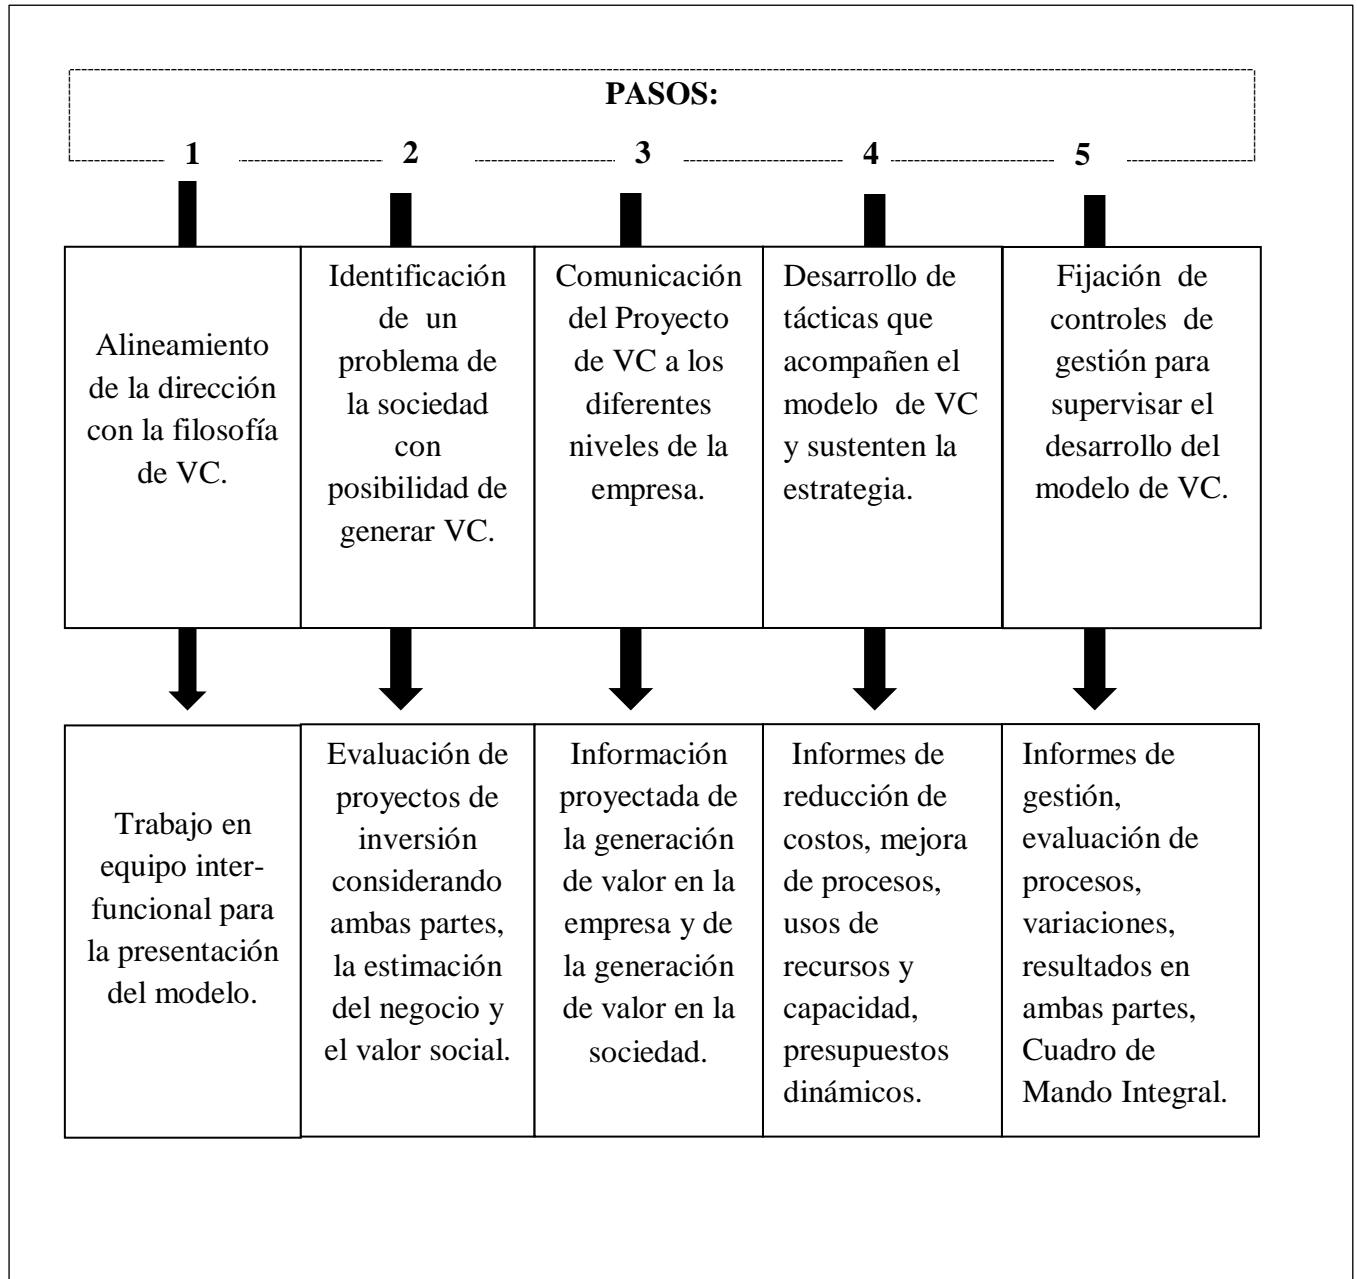 PASOS:
1 2 3 4 5
Alineamiento
de la dirección
con la filosofía
de VC.
Identificación
de un
problema de
la sociedad
con
posibilidad de
generar VC.
Comunicación
del Proyecto
de VC a los
diferentes
niveles de la
empresa.
Desarrollo de
tácticas que
acompañen el
modelo de VC
y sustenten la
estrategia.
Fijación de
controles de
gestión para
supervisar el
desarrollo del
modelo de VC.
Trabajo en
equipo inter-
funcional para
la presentación
del modelo.
Evaluación de
proyectos de
inversión
considerando
ambas partes,
la estimación
del negocio y
el valor social.
Información
proyectada de
la generación
de valor en la
empresa y de
la generación
de valor en la
sociedad.
Informes de
reducción de
costos, mejora
de procesos,
usos de
recursos y
capacidad,
presupuestos
dinámicos.
Informes de
gestión,
evaluación de
procesos,
variaciones,
resultados en
ambas partes,
Cuadro de
Mando Integral.